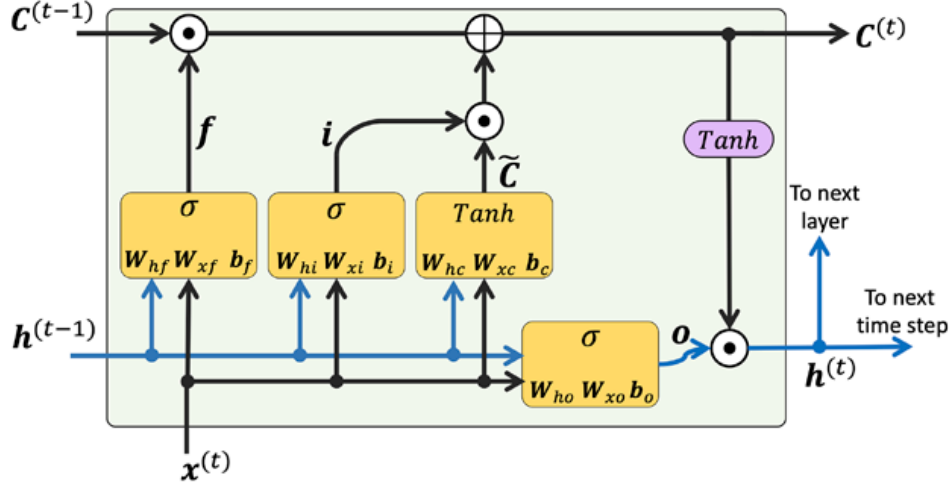 C^(t−1)
C^(t)
f
i
C̃
Tanh
σ
W_hf W_xf b_f
σ
W_hi W_xi b_i
Tanh
W_hc W_xc b_c
To next
layer
To next
time step
h^(t−1)
σ
W_ho W_xo b_o
o
h^(t)
x^(t)